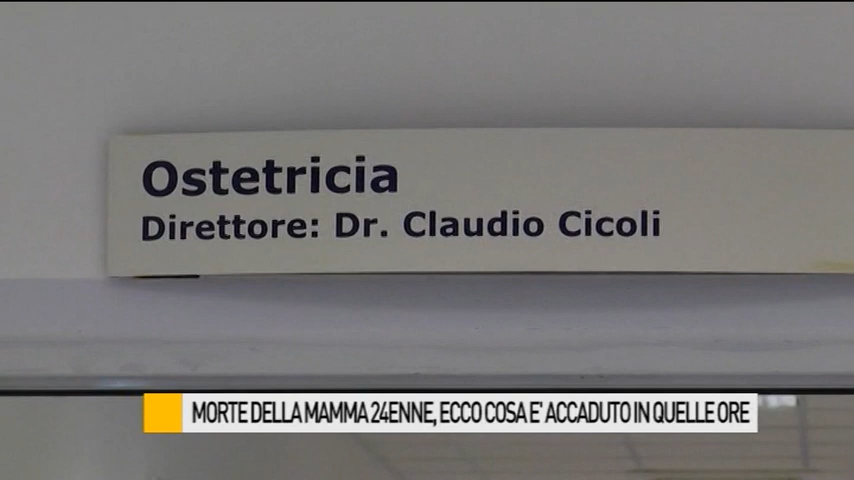 Ostetricia
Direttore: Dr. Claudio Cicoli
MORTE DELLA MAMMA 24ENNE, ECCO COSA E' ACCADUTO IN QUELLE ORE